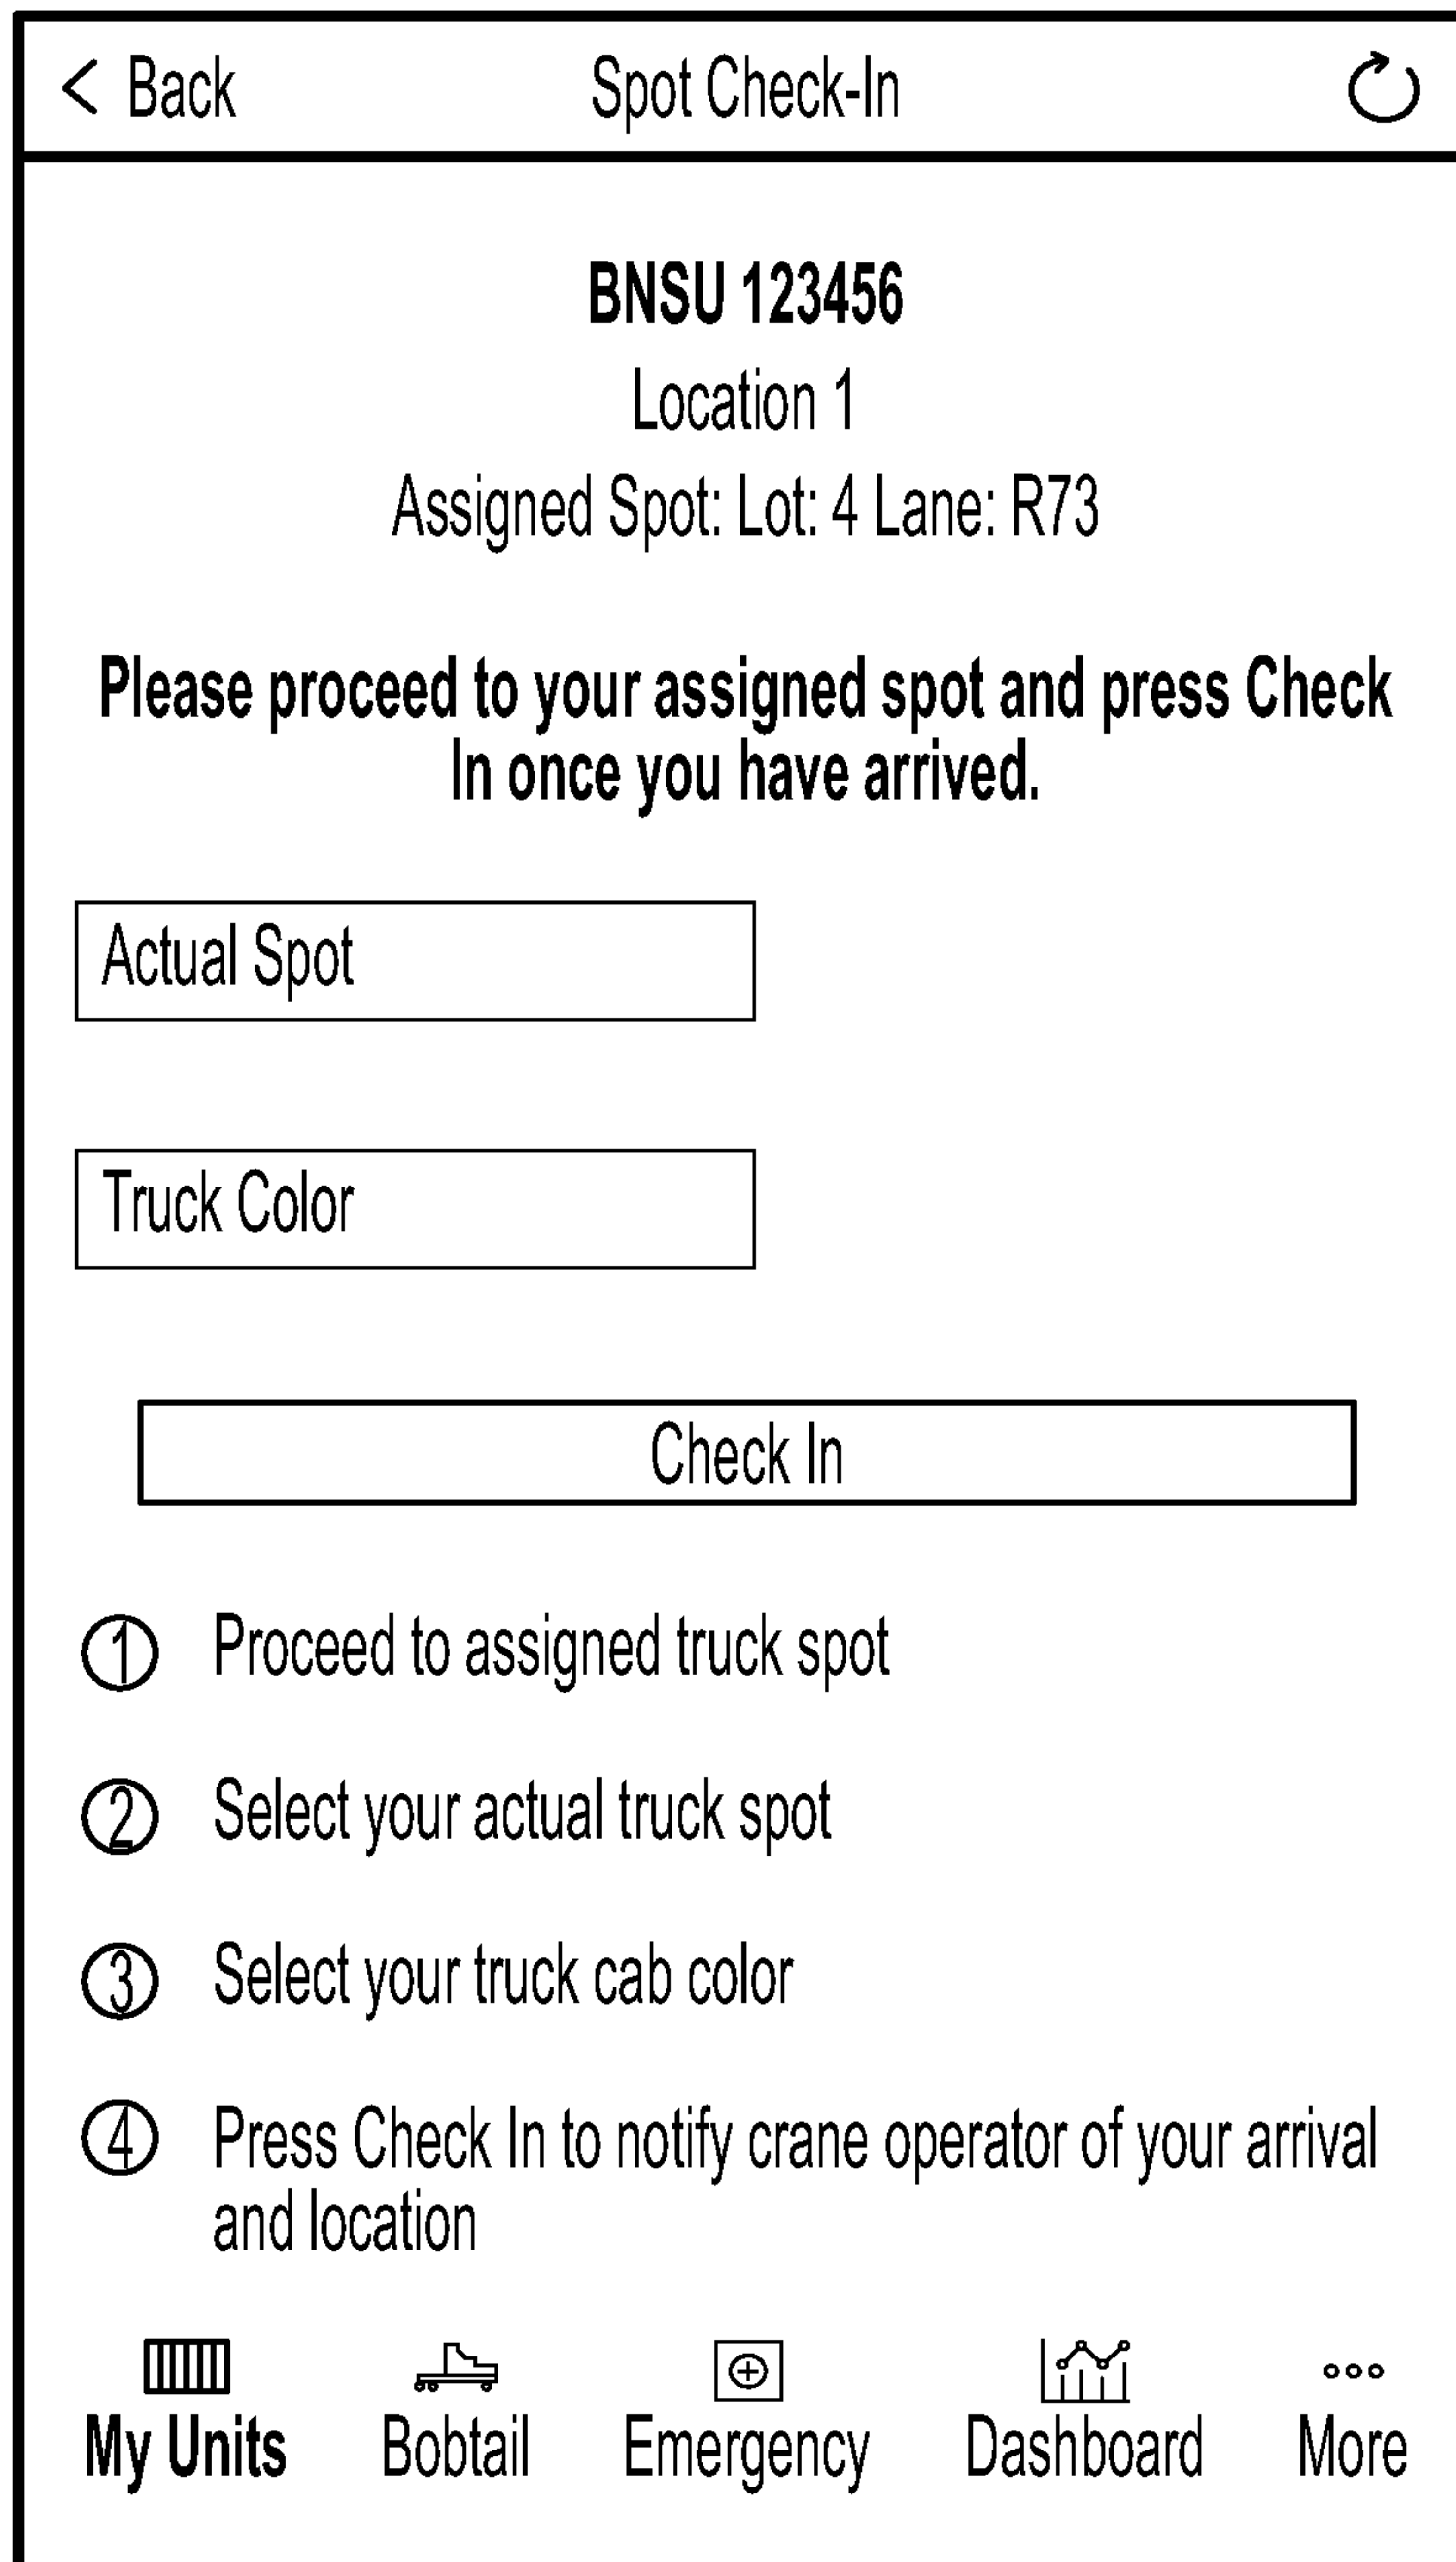 < Back Spot Check-In
BNSU 123456
Location 1
Assigned Spot: Lot: 4 Lane: R73
Please proceed to your assigned spot and press Check
In once you have arrived.
Actual Spot
Truck Color
Check In
1 Proceed to assigned truck spot
2 Select your actual truck spot
3 Select your truck cab color
4 Press Check In to notify crane operator of your arrival
and location
My Units Bobtail Emergency Dashboard More